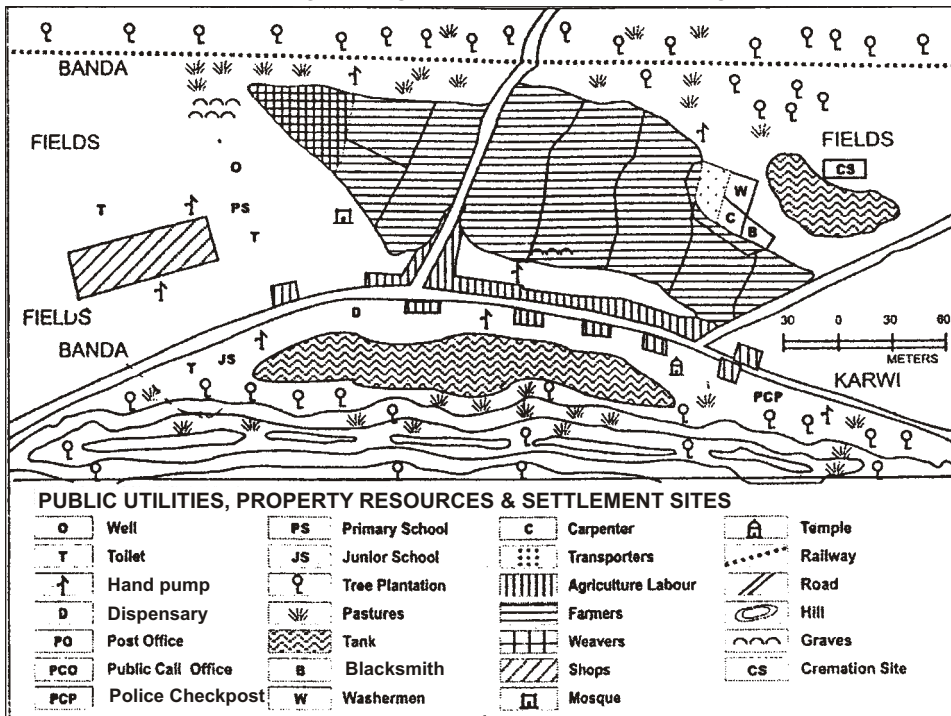 BANDA
FIELDS
FIELDS
CS
O
W
T
PS
C
B
T
FIELDS
D
30 0 30 60
METERS
BANDA
JS
T
KARWI
PCP
PUBLIC UTILITIES, PROPERTY RESOURCES & SETTLEMENT SITES
O Well PS Primary School C Carpenter Temple
T Toilet JS Junior School Transporters Railway
Hand pump Tree Plantation Agriculture Labour Road
D Dispensary Pastures Farmers Hill
PO Post Office Tank Weavers Graves
PCO Public Call Office B Blacksmith Shops CS Cremation Site
PCP Police Checkpost W Washermen Mosque